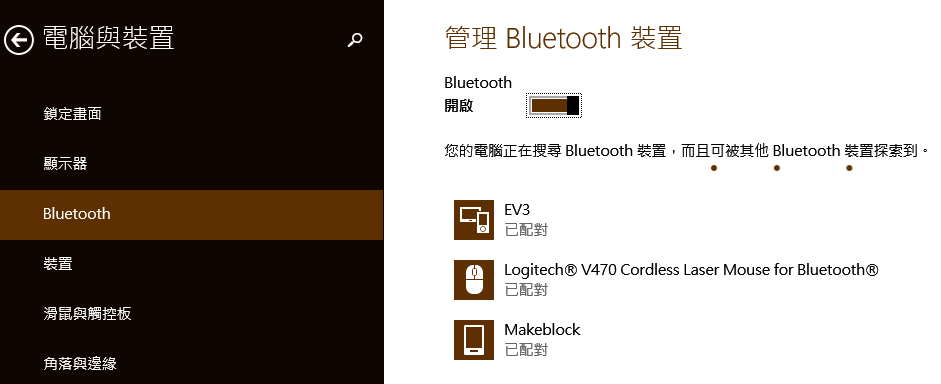 電腦與裝置
鎖定畫面
顯示器
Bluetooth
裝置
滑鼠與觸控板
角落與邊緣
管理 Bluetooth 裝置
Bluetooth
開啟
您的電腦正在搜尋 Bluetooth 裝置，而且可被其他 Bluetooth 裝置探索到。
EV3
已配對
Logitech® V470 Cordless Laser Mouse for Bluetooth®
已配對
Makeblock
已配對